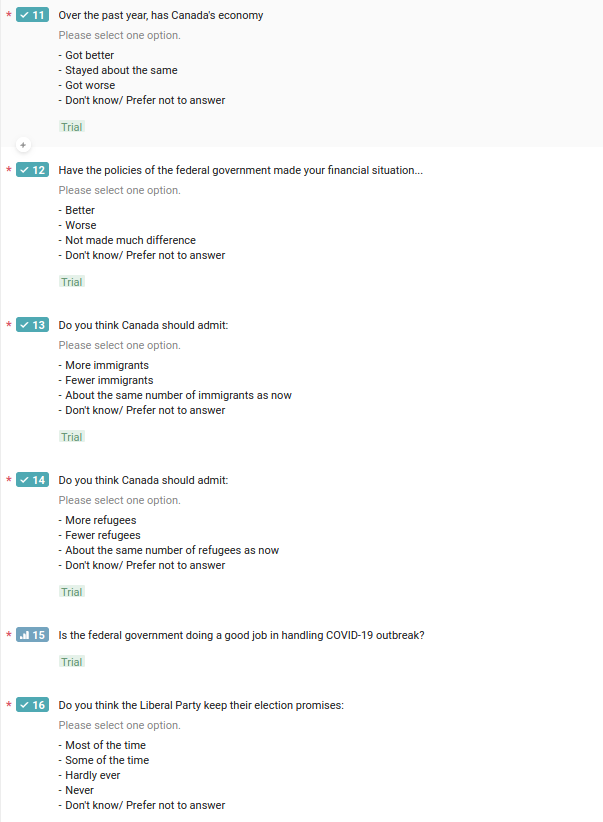 * 11 Over the past year, has Canada's economy
Please select one option.
- Got better
- Stayed about the same
- Got worse
- Don't know/ Prefer not to answer
Trial
+
* 12 Have the policies of the federal government made your financial situation...
Please select one option.
- Better
- Worse
- Not made much difference
- Don't know/ Prefer not to answer
Trial
* 13 Do you think Canada should admit:
Please select one option.
- More immigrants
- Fewer immigrants
- About the same number of immigrants as now
- Don't know/ Prefer not to answer
Trial
* 14 Do you think Canada should admit:
Please select one option.
- More refugees
- Fewer refugees
- About the same number of refugees as now
- Don't know/ Prefer not to answer
Trial
* 15 Is the federal government doing a good job in handling COVID-19 outbreak?
Trial
* 16 Do you think the Liberal Party keep their election promises:
Please select one option.
- Most of the time
- Some of the time
- Hardly ever
- Never
- Don't know/ Prefer not to answer